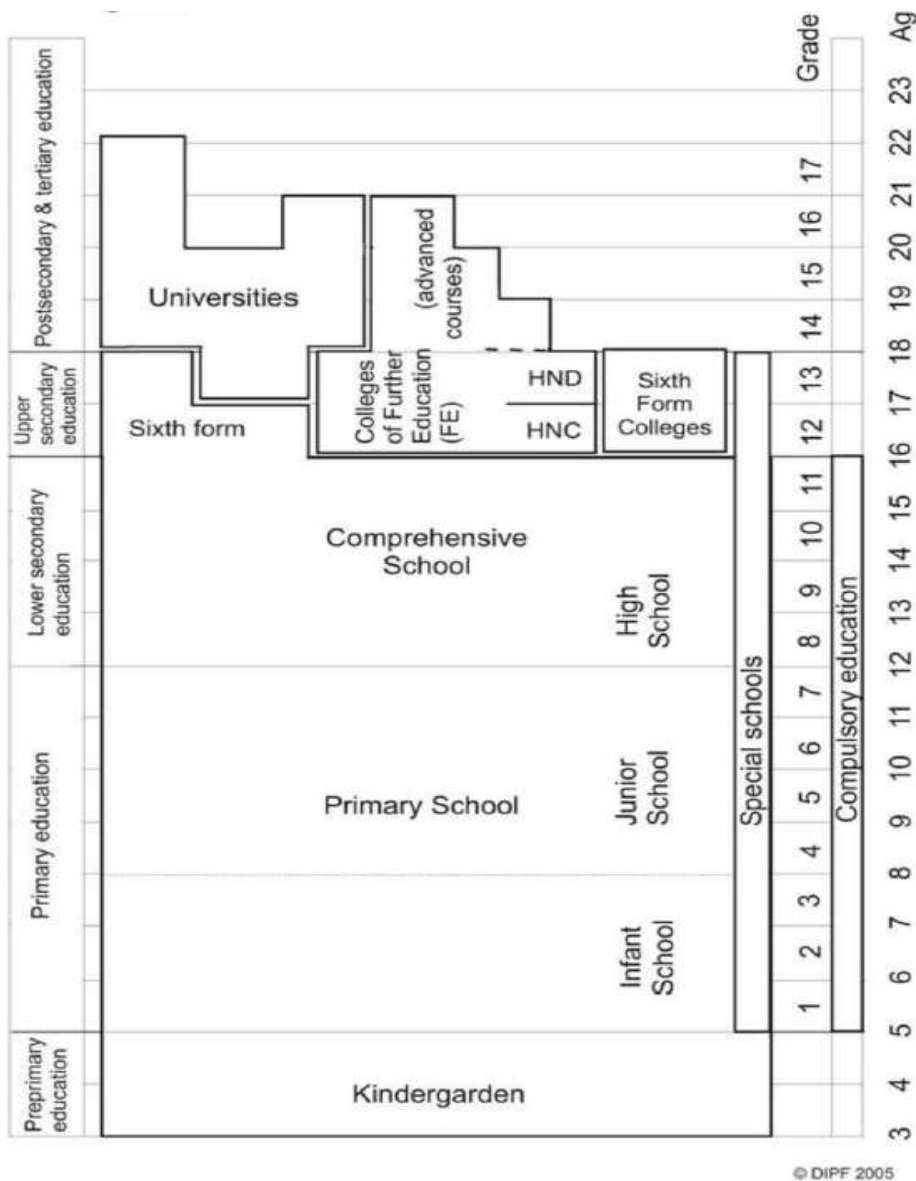 Ag
Grade
23
22
21
20
19
18
17
16
15
14
13
12
11
10
9
8
7
6
5
4
3
17
16
15
14
13
12
11
10
9
8
7
6
5
4
3
2
1
Postsecondary & tertiary education
Upper
secondary
education
Lower secondary
education
Primary education
Preprimary
education
Universities
(advanced
courses)
Colleges
of Further
Education
(FE)
HND
HNC
Sixth
Form
Colleges
Sixth form
Comprehensive
School
High
School
Primary School
Junior
School
Infant
School
Kindergarden
Special schools
Compulsory education
© DIPF 2005